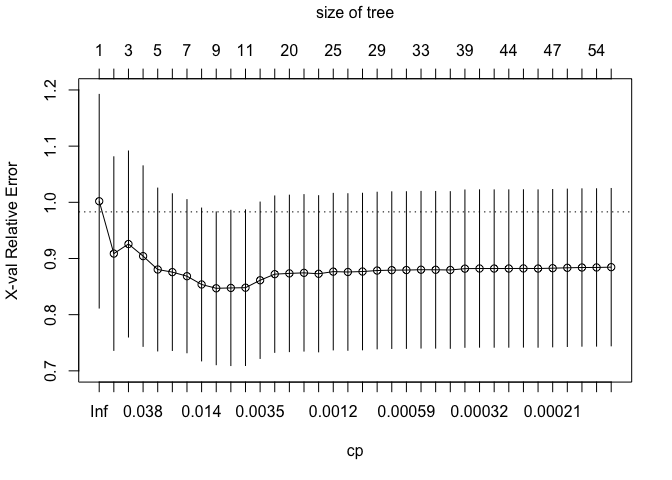 size of tree
1 3 5 7 9 11 20 25 29 33 39 44 47 54
X-val Relative Error
1.2
1.1
1.0
0.9
0.8
0.7
Inf 0.038 0.014 0.0035 0.0012 0.00059 0.00032 0.00021
cp